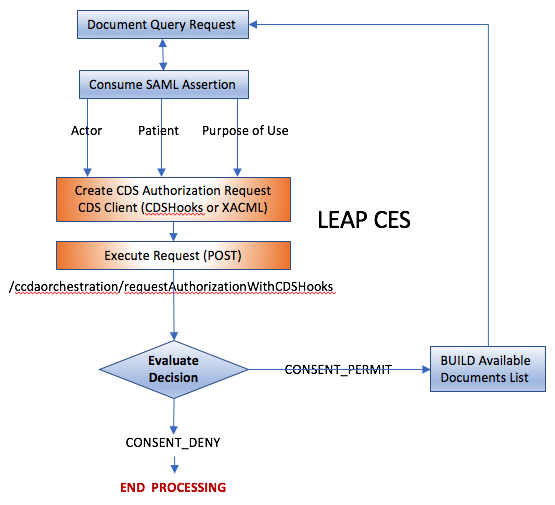 Document Query Request
Consume SAML Assertion
Actor
Patient
Purpose of Use
Create CDS Authorization Request
CDS Client (CDSHooks or XACML)
LEAP CES
Execute Request (POST)
/ccdaorchestration/requestAuthorizationWithCDSHooks
Evaluate
Decision
CONSENT_PERMIT
BUILD Available
Documents List
CONSENT_DENY
END PROCESSING